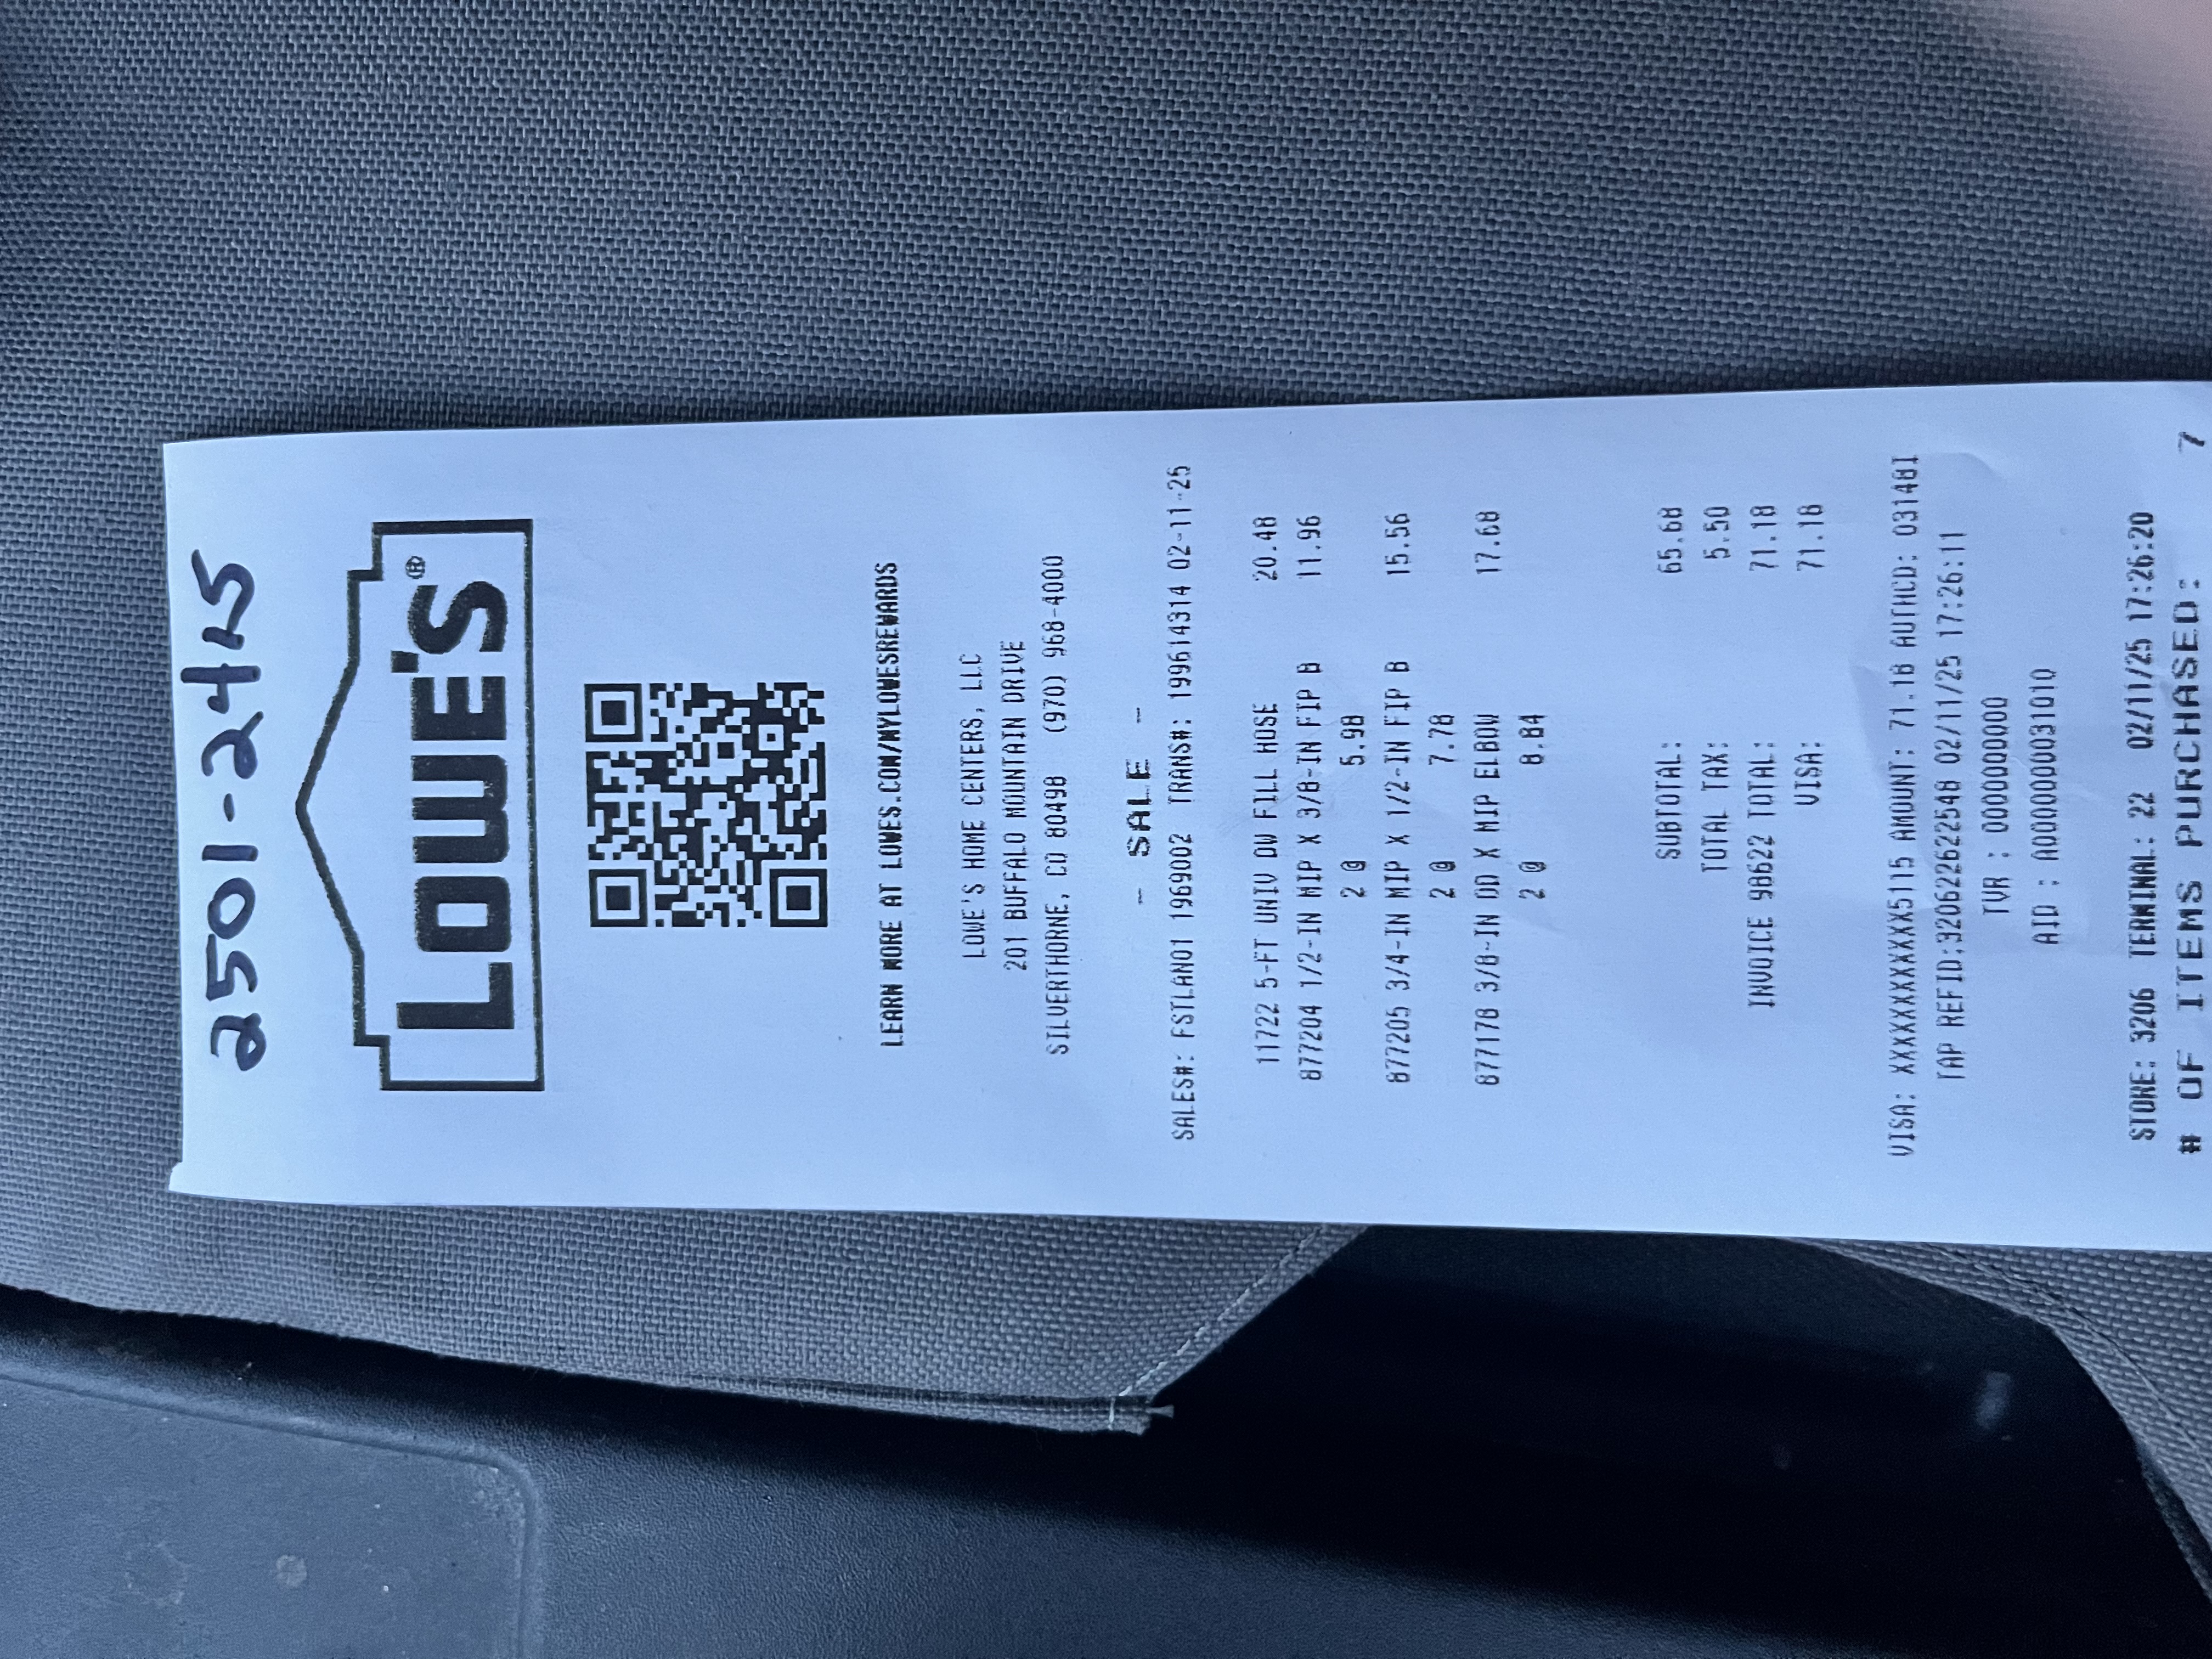 2501-2415
LOWE'S®
LEARN MORE AT LOWES.COM/MYLOWESREWARDS
LOWE'S HOME CENTERS, LLC
201 BUFFALO MOUNTAIN DRIVE
SILVERTHORNE, CO 80498 (970) 968-4000
- SALE -
SALES#: FSTLAN01 1969002 TRANS#: 199614314 02-11-25
11722 5-FT UNIV DW FILL HOSE 20.48
877204 1/2-IN MIP X 3/8-IN FIP B 11.96
2 @ 5.98
877205 3/4-IN MIP X 1/2-IN FIP B 15.56
2 @ 7.78
877178 3/8-IN OD X MIP ELBOW 17.68
2 @ 8.84
SUBTOTAL: 65.68
TOTAL TAX: 5.50
INVOICE 98622 TOTAL: 71.18
VISA: 71.18
VISA: XXXXXXXXXXXX5115 AMOUNT: 71.18 AUTHCD: 03148I
TAP REFID:320622622548 02/11/25 17:26:11
TVR : 0000000000
AID : A0000000031010
STORE: 3206 TERMINAL: 22 02/11/25 17:26:20
# OF ITEMS PURCHASED: 7